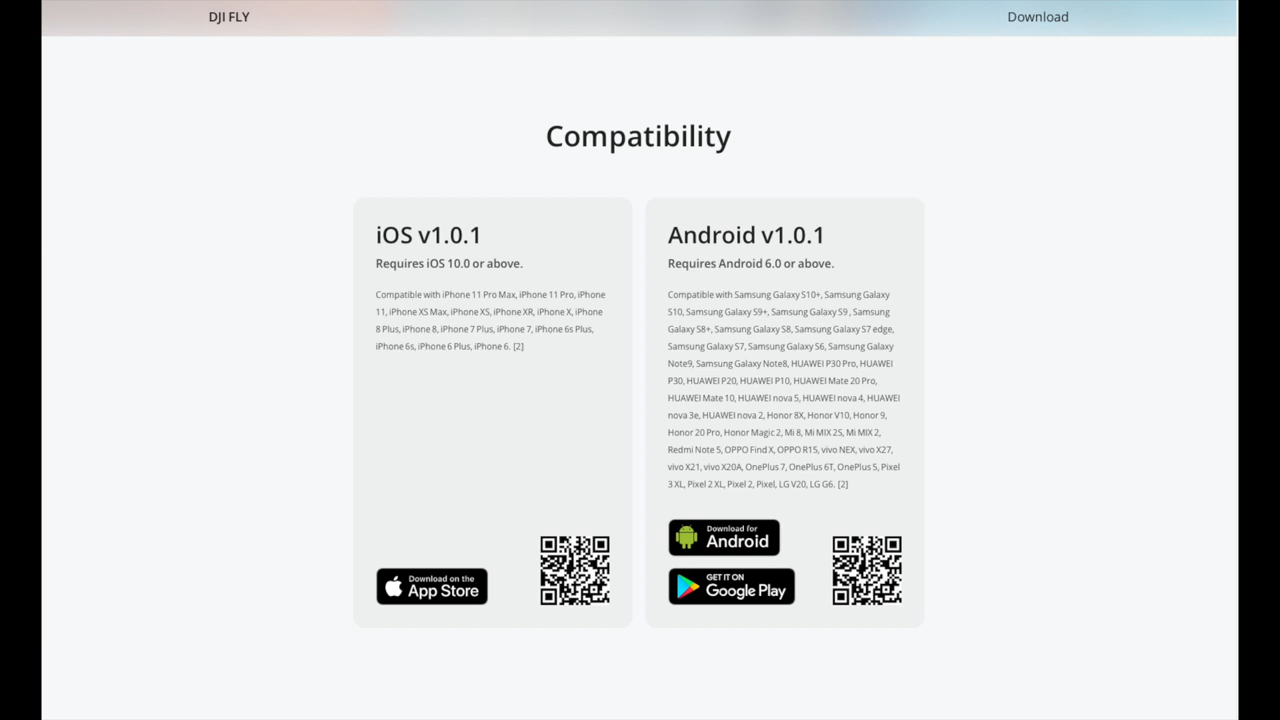 DJI FLY
Download
Compatibility
iOS v1.0.1
Requires iOS 10.0 or above.
Compatible with iPhone 11 Pro Max, iPhone 11 Pro, iPhone
11, iPhone XS Max, iPhone XS, iPhone XR, iPhone X, iPhone
8 Plus, iPhone 8, iPhone 7 Plus, iPhone 7, iPhone 6s Plus,
iPhone 6s, iPhone 6 Plus, iPhone 6. [2]
Download on the
App Store
Android v1.0.1
Requires Android 6.0 or above.
Compatible with Samsung Galaxy S10+, Samsung Galaxy
S10, Samsung Galaxy S9+, Samsung Galaxy S9 , Samsung
Galaxy S8+, Samsung Galaxy S8, Samsung Galaxy S7 edge,
Samsung Galaxy S7, Samsung Galaxy S6, Samsung Galaxy
Note9, Samsung Galaxy Note8, HUAWEI P30 Pro, HUAWEI
P30, HUAWEI P20, HUAWEI P10, HUAWEI Mate 20 Pro,
HUAWEI Mate 10, HUAWEI nova 5, HUAWEI nova 4, HUAWEI
nova 3e, HUAWEI nova 2, Honor 8X, Honor V10, Honor 9,
Honor 20 Pro, Honor Magic 2, Mi 8, Mi MIX 2S, Mi MIX 2,
Redmi Note 5, OPPO Find X, OPPO R15, vivo NEX, vivo X27,
vivo X21, vivo X20A, OnePlus 7, OnePlus 6T, OnePlus 5, Pixel
3 XL, Pixel 2 XL, Pixel 2, Pixel, LG V20, LG G6. [2]
Download for
Android
GET IT ON
Google Play